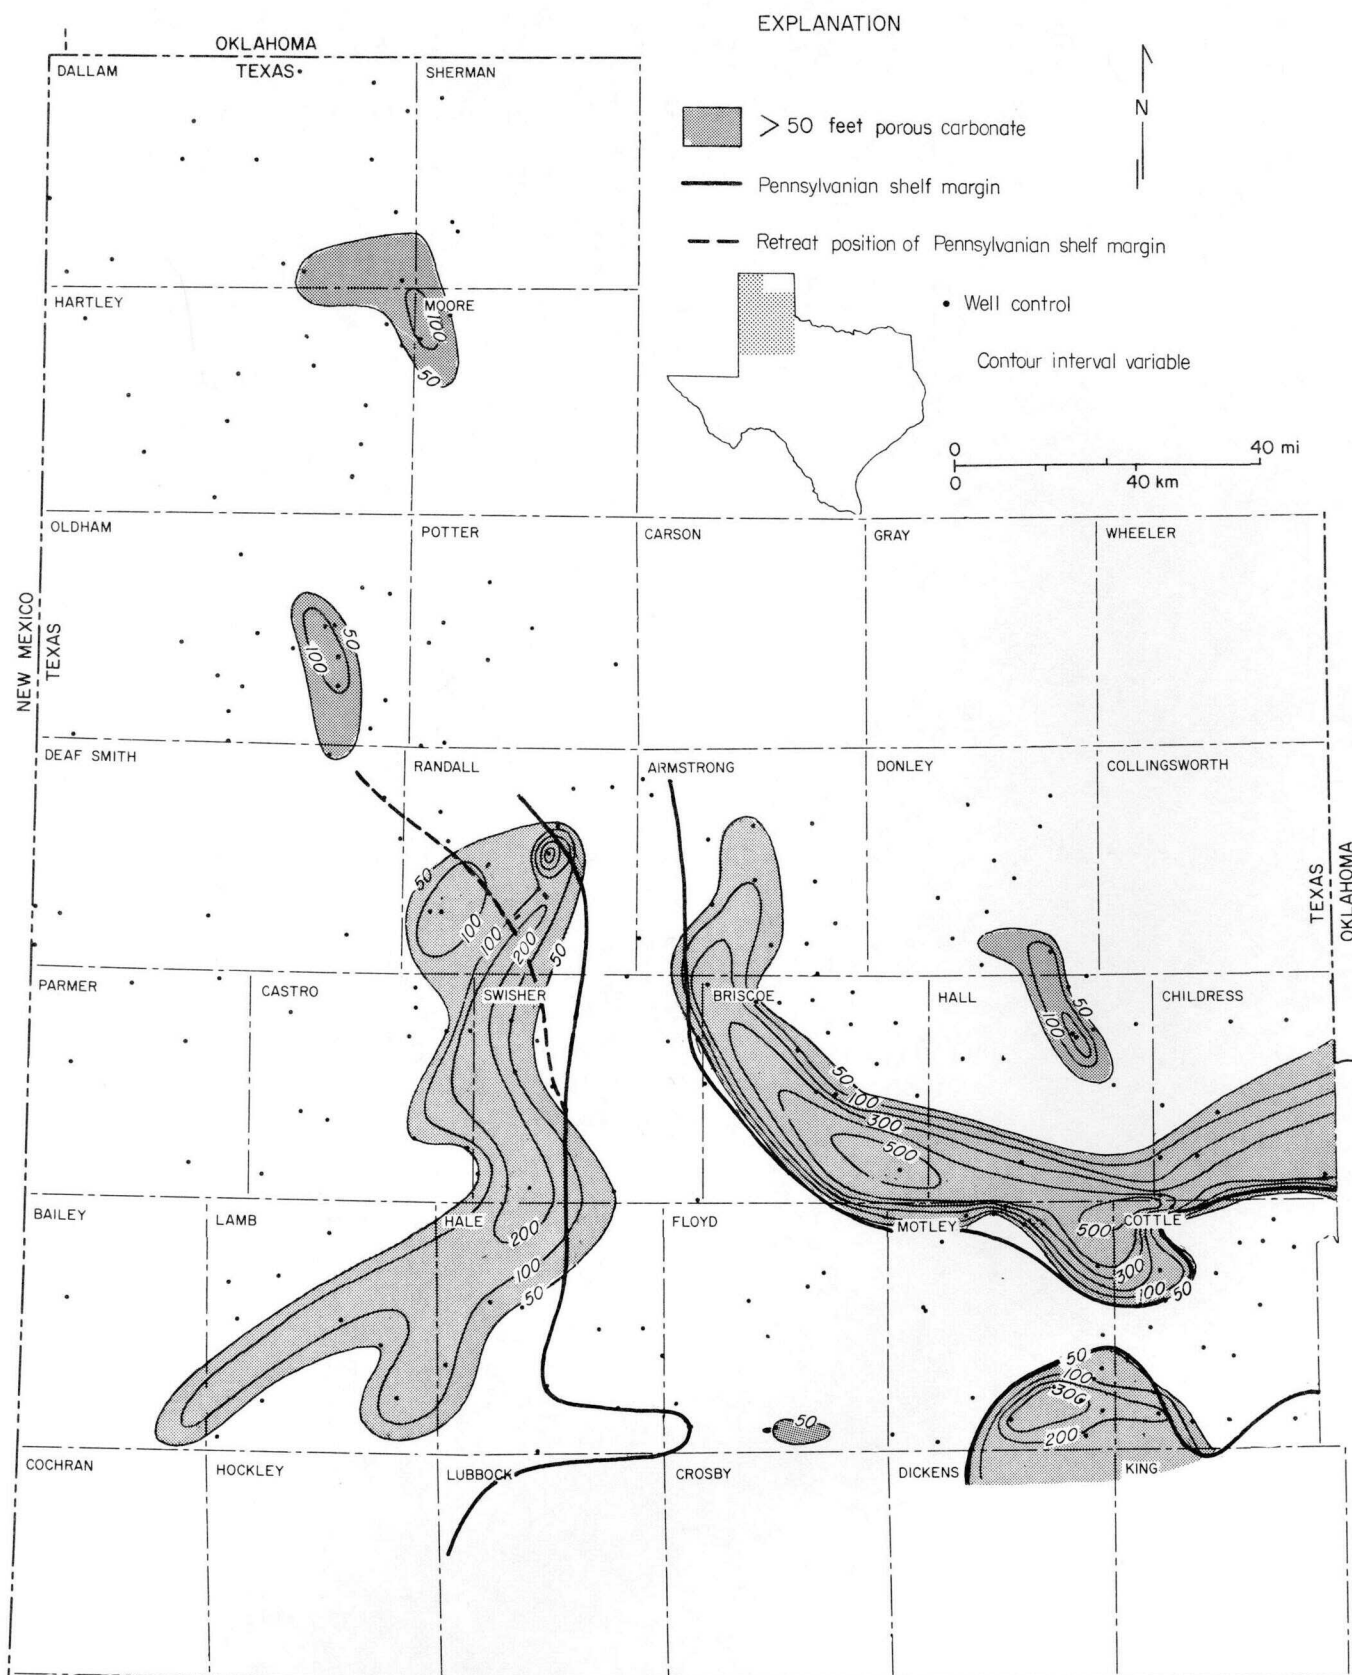 EXPLANATION
OKLAHOMA
TEXAS
DALLAM
SHERMAN
N
> 50 feet porous carbonate
Pennsylvanian shelf margin
Retreat position of Pennsylvanian shelf margin
HARTLEY
MOORE
100
50
Well control
Contour interval variable
0 40 mi
0 40 km
OLDHAM
POTTER
CARSON
GRAY
WHEELER
NEW MEXICO
TEXAS
50
100
DEAF SMITH
RANDALL
ARMSTRONG
DONLEY
COLLINGSWORTH
TEXAS
OKLAHOMA
50
100
100
200
50
PARMER
CASTRO
SWISHER
BRISCOE
HALL
CHILDRESS
50
100
50
100
300
500
BAILEY
LAMB
HALE
FLOYD
MOTLEY
COTTLE
200
500
100
300
50
100
50
50
100
300
50
200
COCHRAN
HOCKLEY
LUBBOCK
CROSBY
DICKENS
KING